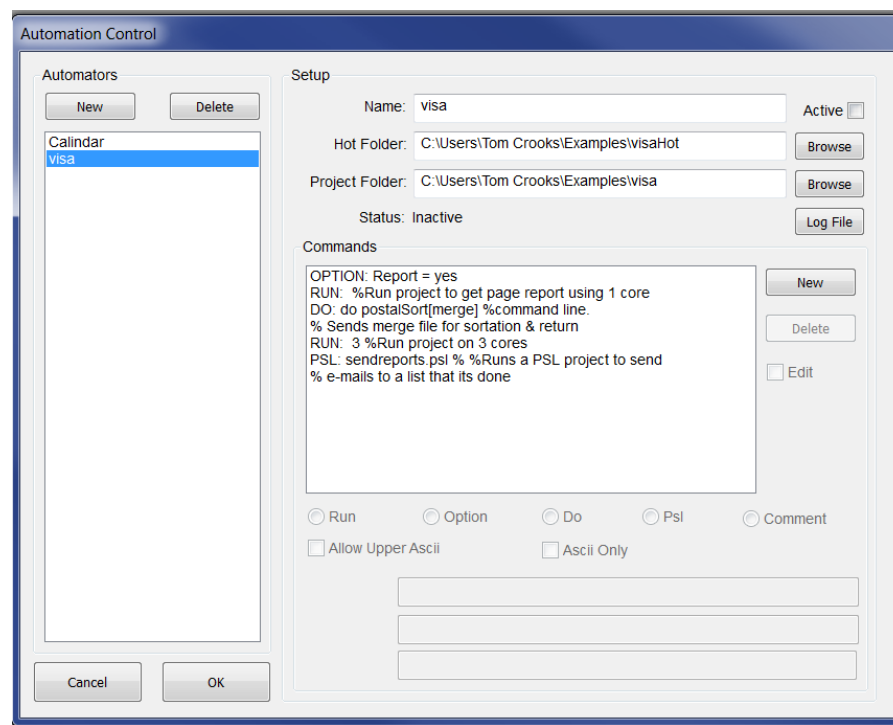 Automation Control
Automators
New
Delete
Calindar
visa
Cancel
OK
Setup
Name: visa
Active
Hot Folder: C:\Users\Tom Crooks\Examples\visaHot
Browse
Project Folder: C:\Users\Tom Crooks\Examples\visa
Browse
Status: Inactive
Log File
Commands
OPTION: Report = yes
RUN:  %Run project to get page report using 1 core
DO: do postalSort[merge] %command line.
% Sends merge file for sortation & return
RUN:  3 %Run project on 3 cores
PSL: sendreports.psl % %Runs a PSL project to send
% e-mails to a list that its done
New
Delete
Edit
Run
Option
Do
Psl
Comment
Allow Upper Ascii
Ascii Only